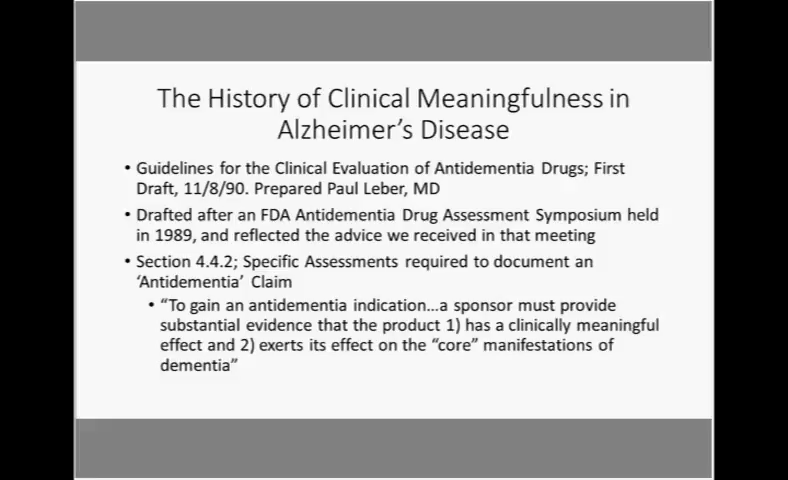 The History of Clinical Meaningfulness in
Alzheimer's Disease
• Guidelines for the Clinical Evaluation of Antidementia Drugs; First
Draft, 11/8/90. Prepared Paul Leber, MD
• Drafted after an FDA Antidementia Drug Assessment Symposium held
in 1989, and reflected the advice we received in that meeting
• Section 4.4.2; Specific Assessments required to document an
‘Antidementia’ Claim
• “To gain an antidementia indication...a sponsor must provide
substantial evidence that the product 1) has a clinically meaningful
effect and 2) exerts its effect on the “core” manifestations of
dementia”